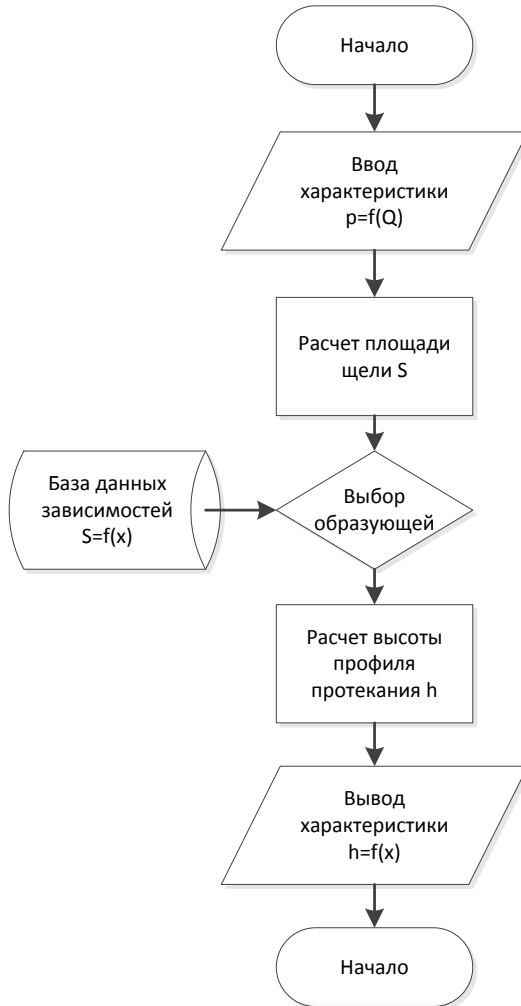 Начало
Ввод
характеристики
p=f(Q)
Расчет площади
щели S
База данных
зависимостей
S=f(x)
Выбор
образующей
Расчет высоты
профиля
протекания h
Вывод
характеристики
h=f(x)
Начало